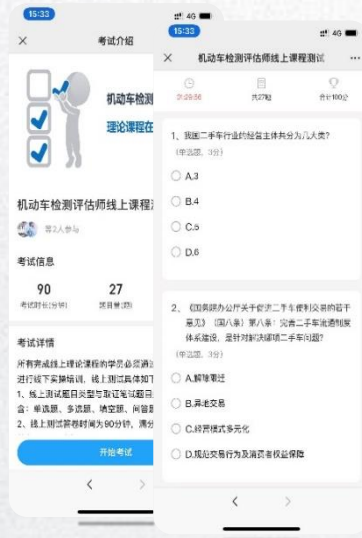 15:33
4G
考试介绍
机动车检测
理论课程在
机动车检测评估师线上课程
等2人参与
考试信息
90
27
考试时长(分钟)
题目量(题)
考试详情
所有完成线上理论课程的学员必须通过
进行线下实操培训，线上测试具体如下
1、线上测试题目类型与取证笔试题目
含：单选题、多选题、填空题、问答题
2、线上测试答卷时间为90分钟，满分
开始考试
15:33
4G
机动车检测评估师线上课程测试
共27题
合计100分
1、我国二手车行业的经营主体共分为几大类？
(单选题，3分)
A.3
B.4
C.5
D.6
2、《国务院办公厅关于促进二手车便利交易的若干
意见》（国八条）第八条：完善二手车流通制度
体系建设，是针对解决哪项二手车问题？
(单选题，3分)
A.解除限迁
B.异地交易
C.经营模式多元化
D.规范交易行为及消费者权益保障